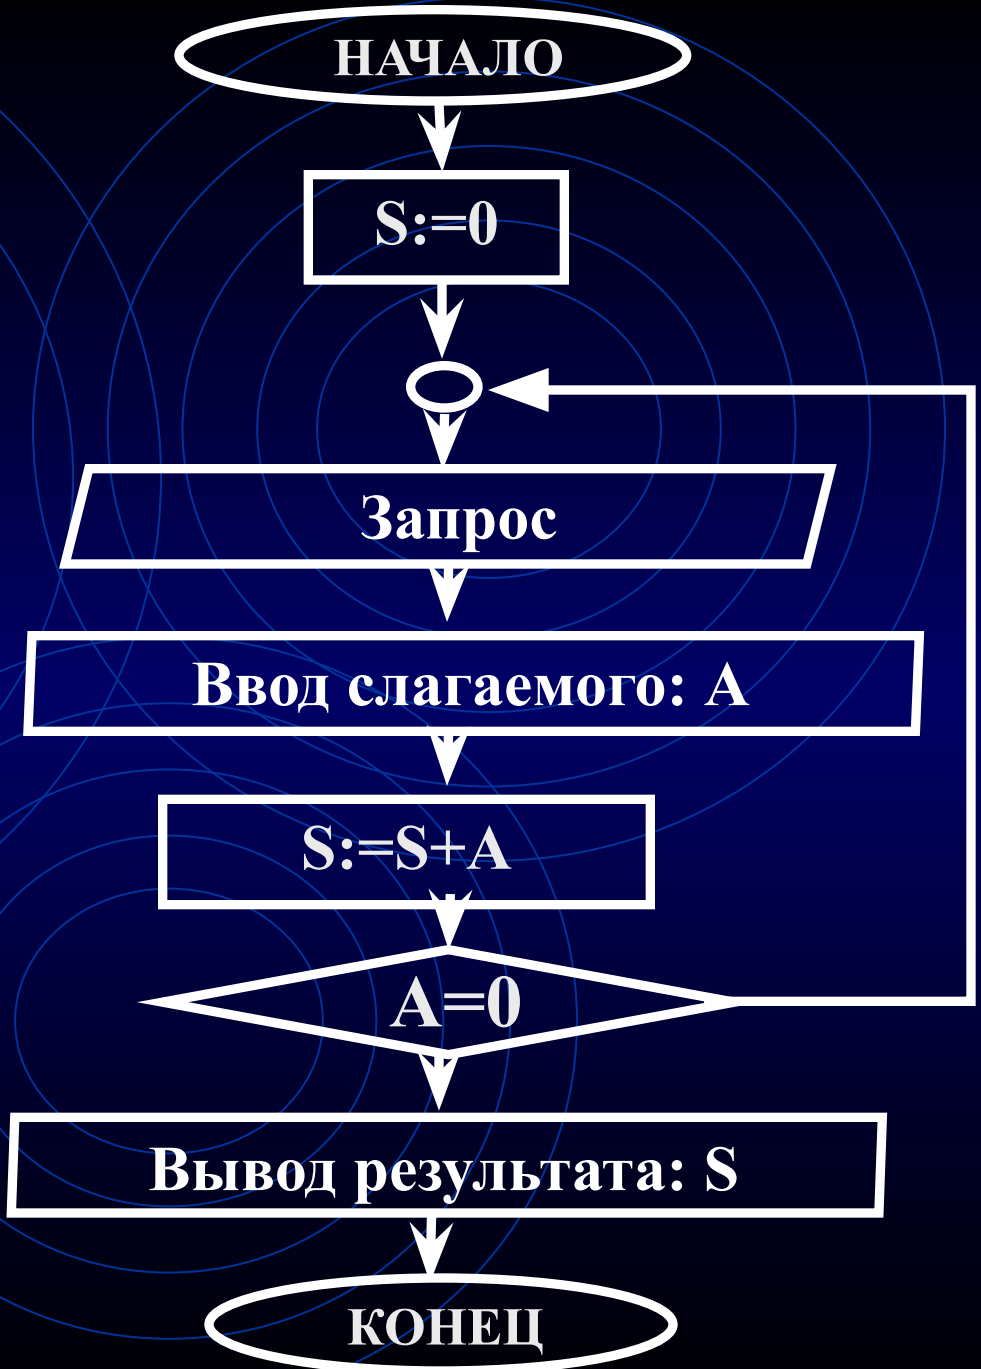 НАЧАЛО
S:=0
Запрос
Ввод слагаемого: А
S:=S+A
А=0
Вывод результата: S
КОНЕЦ